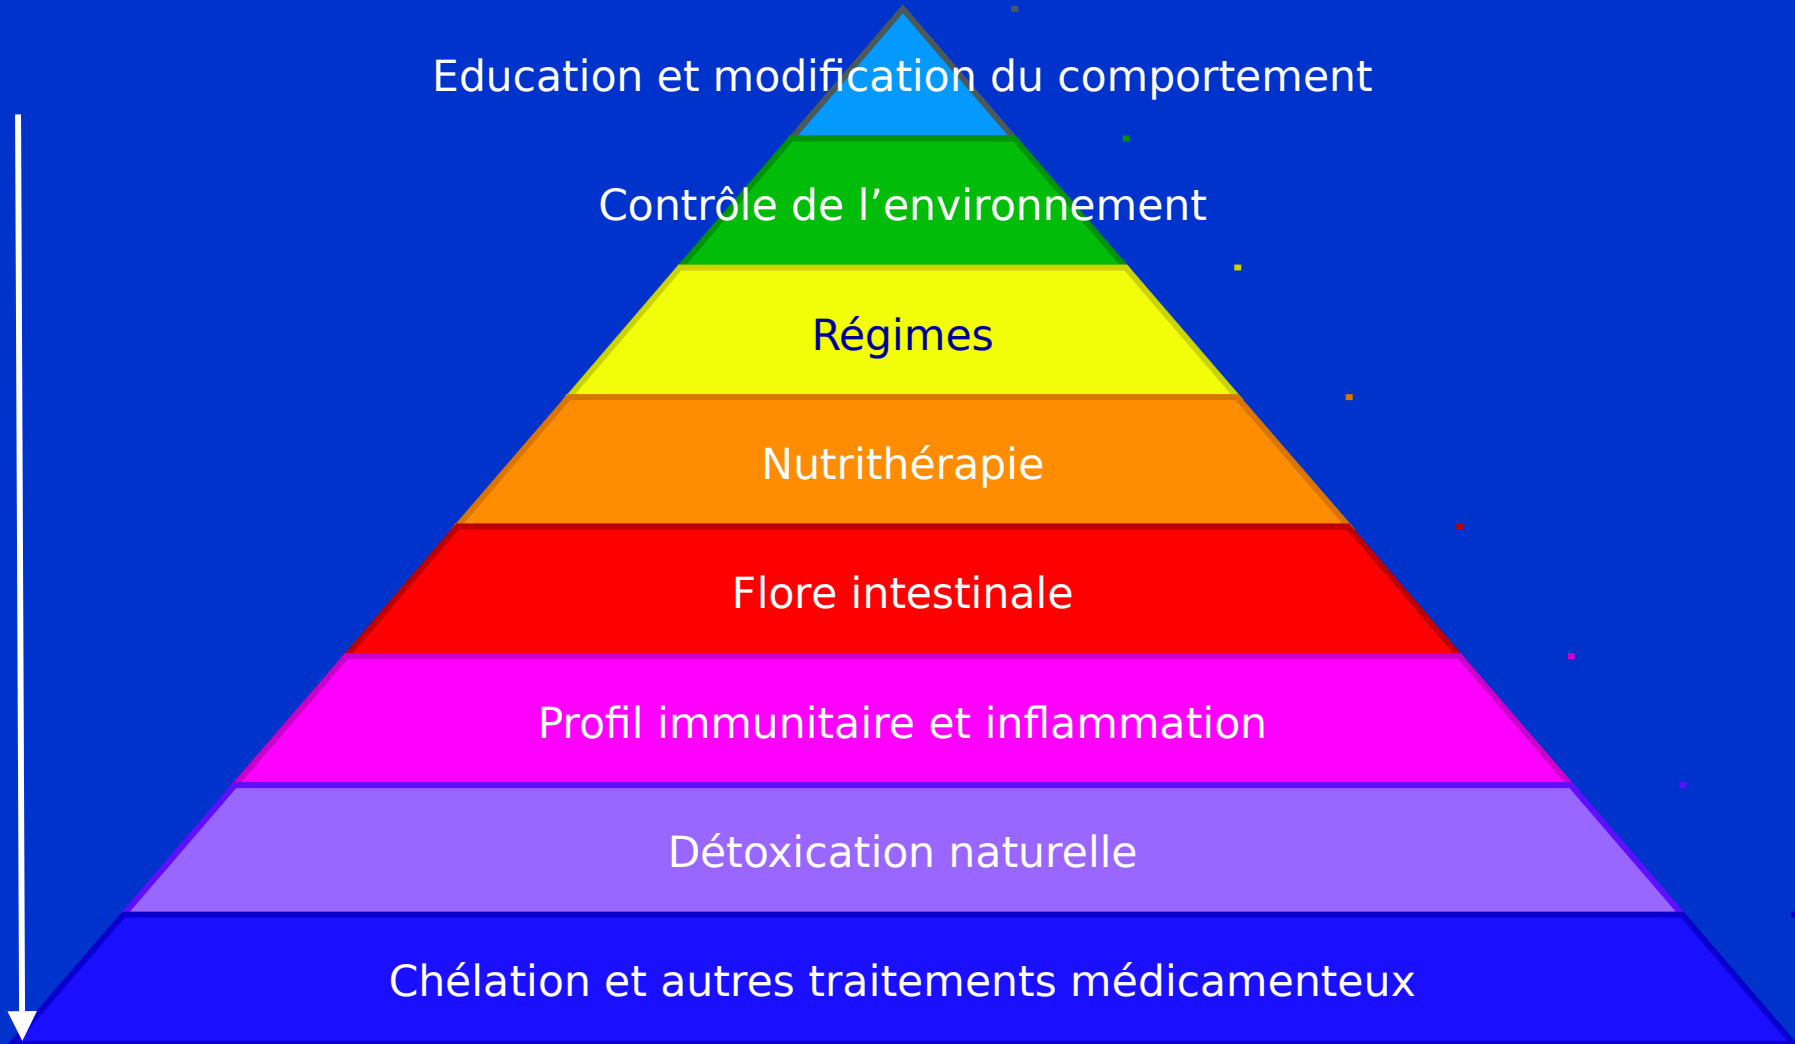 Education et modification du comportement
Contrôle de l’environnement
Régimes
Nutrithérapie
Flore intestinale
Profil immunitaire et inflammation
Détoxication naturelle
Chélation et autres traitements médicamenteux